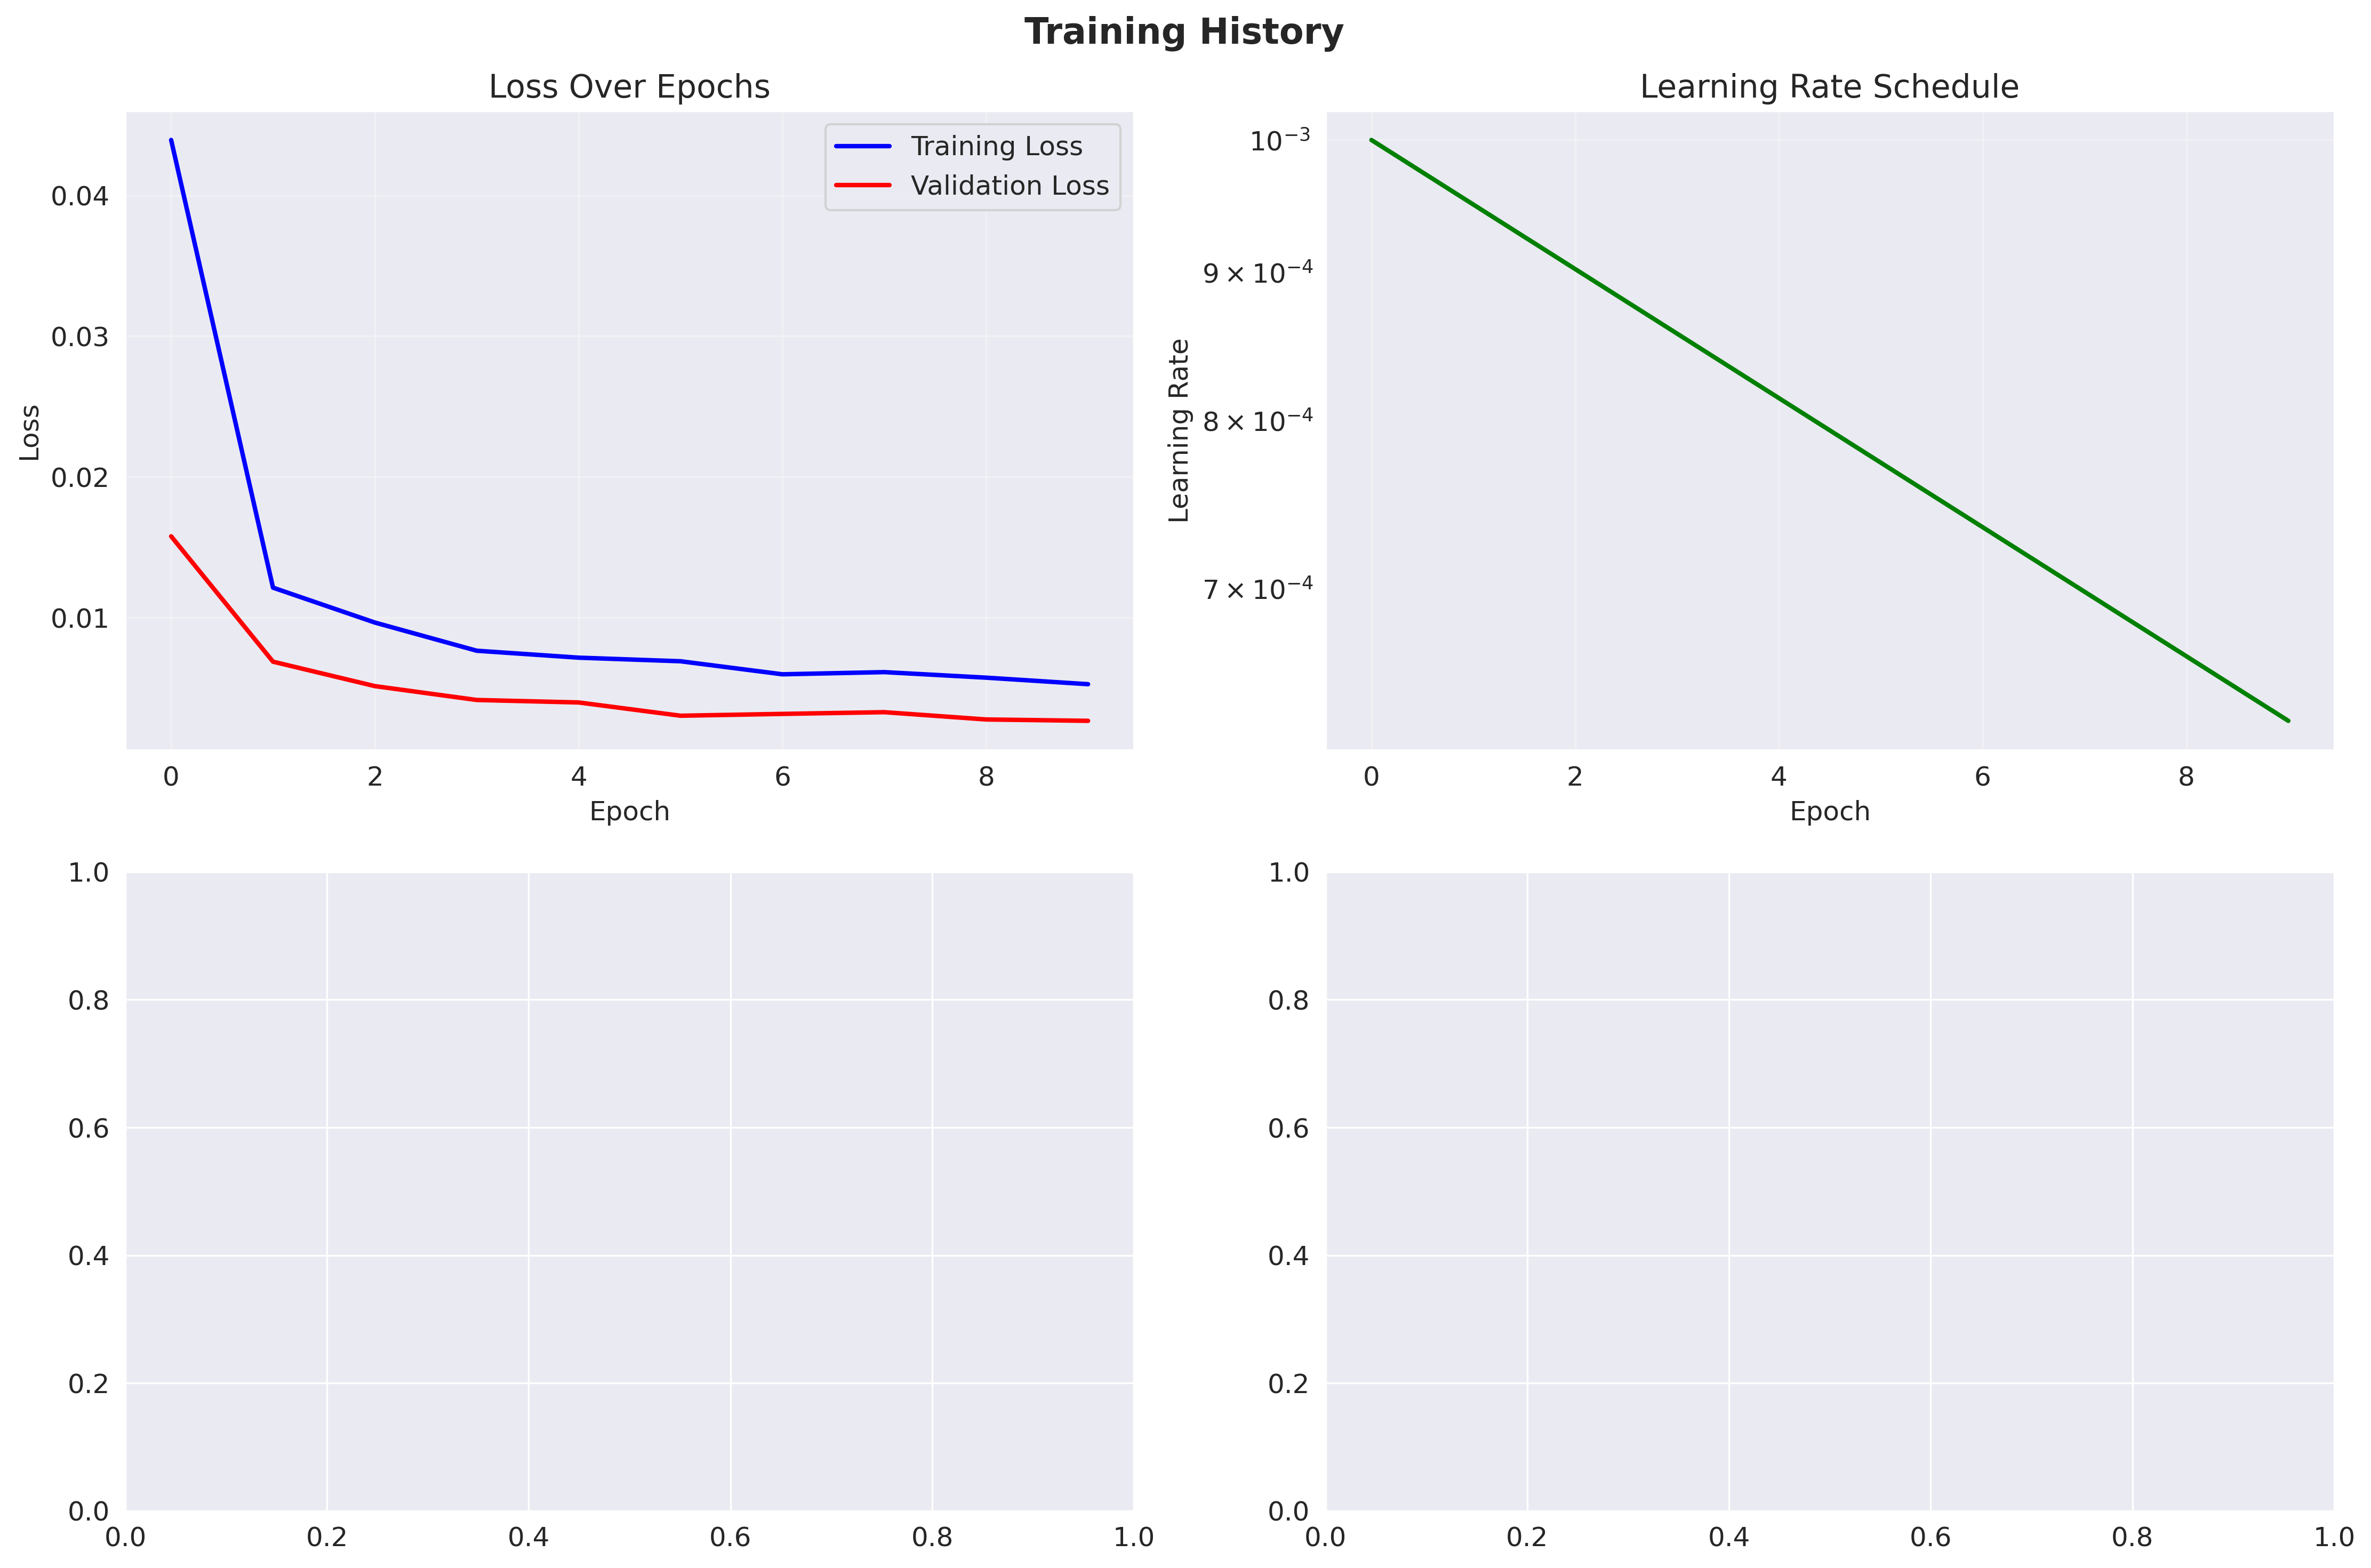 Training History
Loss Over Epochs
Training Loss
Validation Loss
0.04
0.03
0.02
0.01
Loss
0 2 4 6 8
Epoch
Learning Rate Schedule
10⁻³
9 × 10⁻⁴
8 × 10⁻⁴
7 × 10⁻⁴
Learning Rate
0 2 4 6 8
Epoch
1.0
0.8
0.6
0.4
0.2
0.0
0.0 0.2 0.4 0.6 0.8 1.0
1.0
0.8
0.6
0.4
0.2
0.0
0.0 0.2 0.4 0.6 0.8 1.0